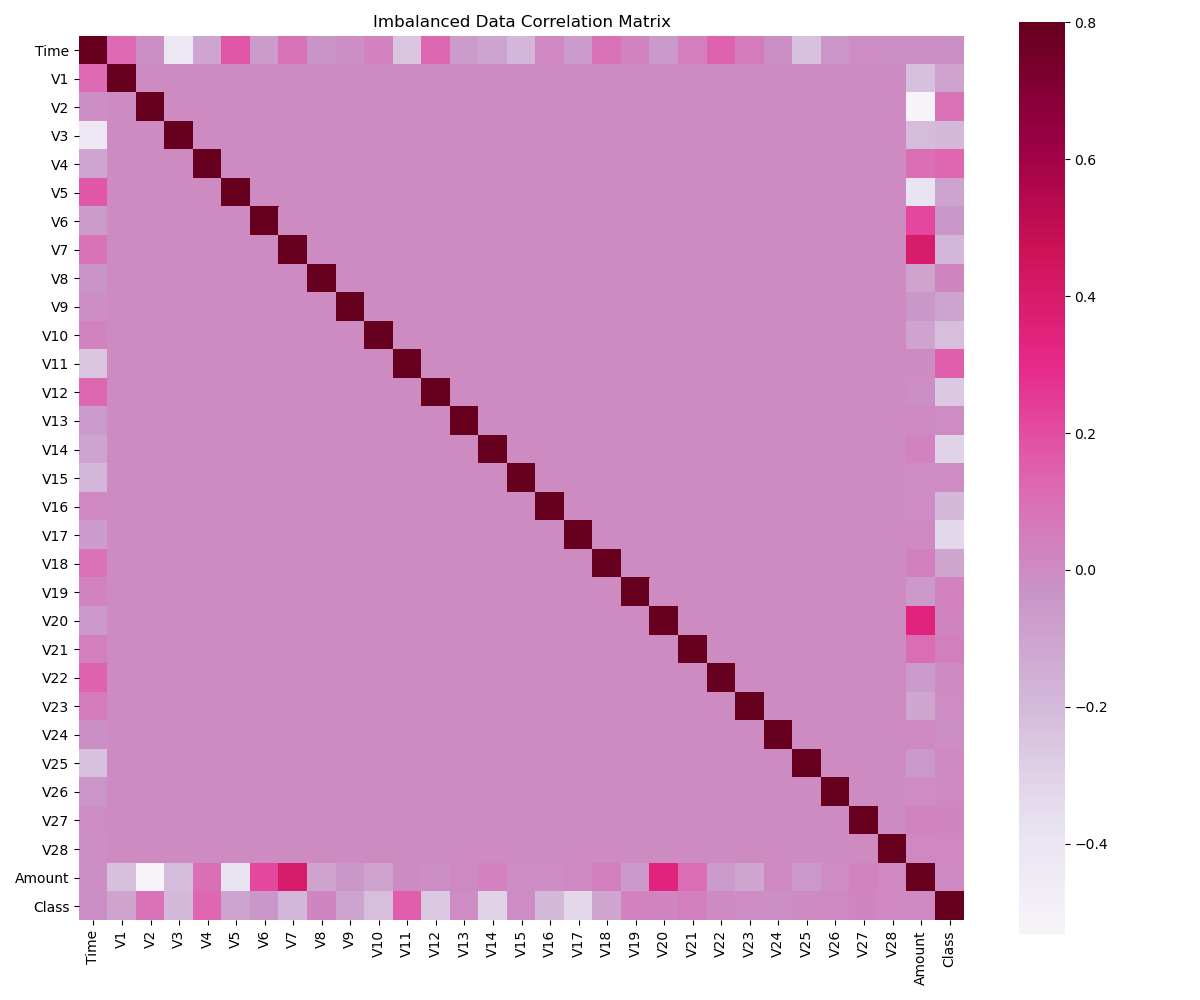 Imbalanced Data Correlation Matrix
Time
V1
V2
V3
V4
V5
V6
V7
V8
V9
V10
V11
V12
V13
V14
V15
V16
V17
V18
V19
V20
V21
V22
V23
V24
V25
V26
V27
V28
Amount
Class
Time V1 V2 V3 V4 V5 V6 V7 V8 V9 V10 V11 V12 V13 V14 V15 V16 V17 V18 V19 V20 V21 V22 V23 V24 V25 V26 V27 V28 Amount Class
0.8
0.6
0.4
0.2
0.0
−0.2
−0.4